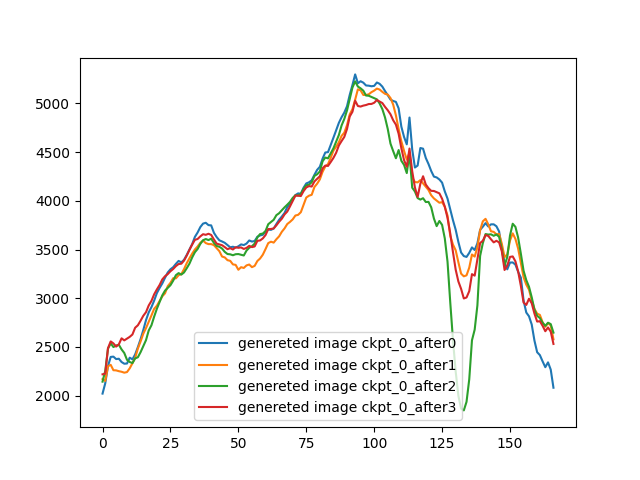 5000
4500
4000
3500
3000
2500
2000
genereted image ckpt_0_after0
genereted image ckpt_0_after1
genereted image ckpt_0_after2
genereted image ckpt_0_after3
0 25 50 75 100 125 150